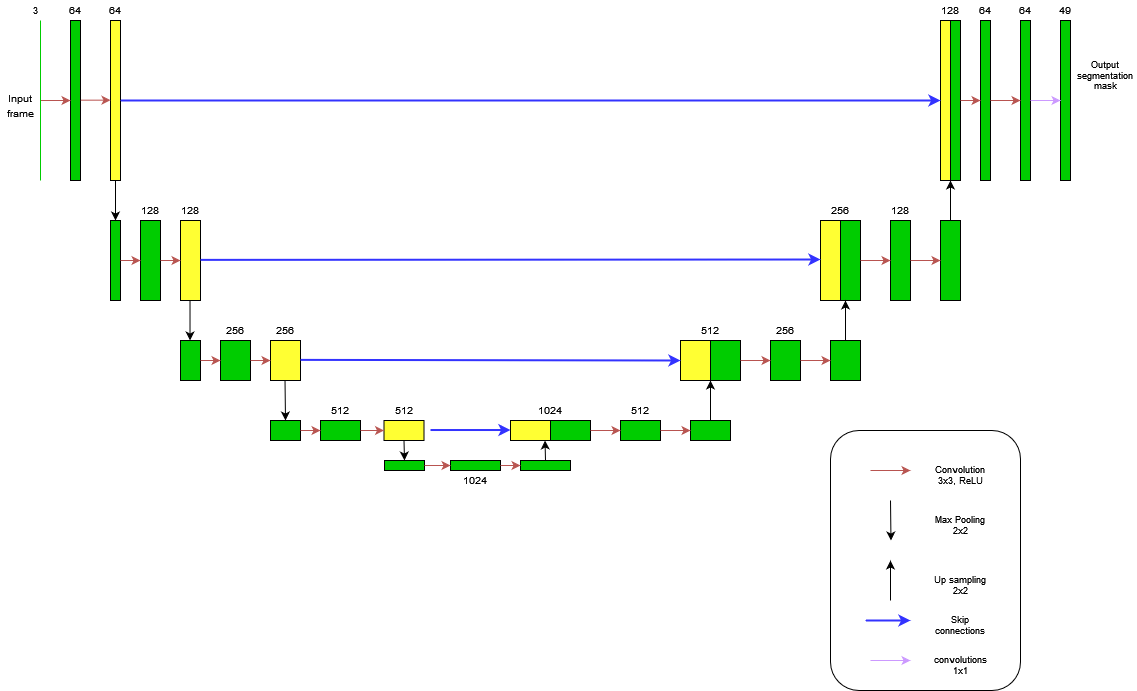 3 64 64 128 64 64 49
Input
frame
Output
segmentation
mask
128 128 256 128
256 256 512 256
512 512 1024 512
1024
Convolution
3x3, ReLU
Max Pooling
2x2
Up sampling
2x2
Skip
connections
convolutions
1x1